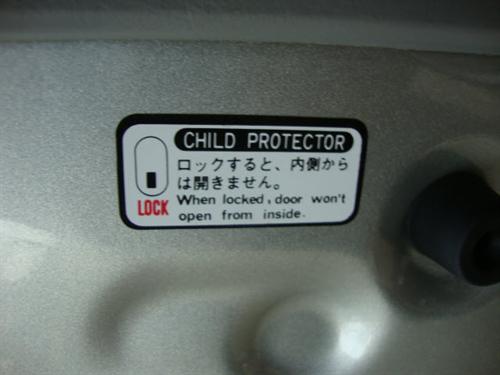 CHILD PROTECTOR
ロックすると、内側から
は開きません。
LOCK
When locked, door won't
open from inside.